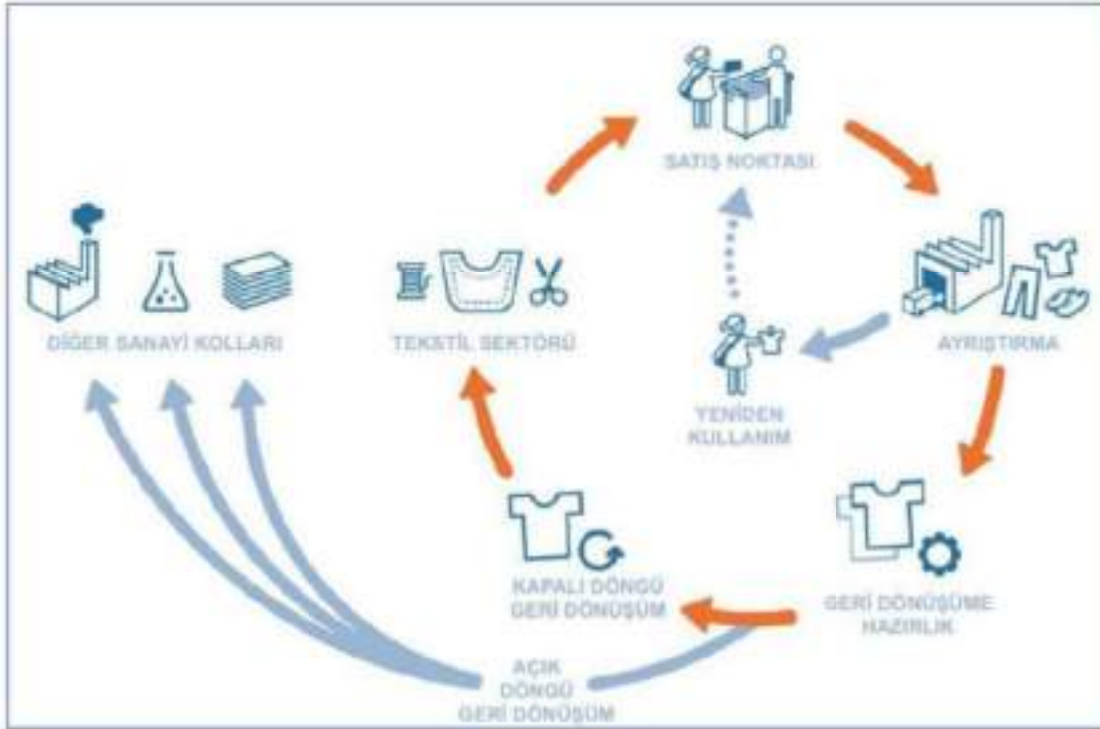 SATIŞ NOKTASI
DİĞER SANAYİ KOLLARI
TEKSTİL SEKTÖRÜ
AYRIŞTIRMA
YENİDEN
KULLANIM
KAPALI DÖNGÜ
GERİ DÖNÜŞÜM
GERİ DÖNÜŞÜME
HAZIRLIK
AÇIK
DÖNGÜ
GERİ DÖNÜŞÜM